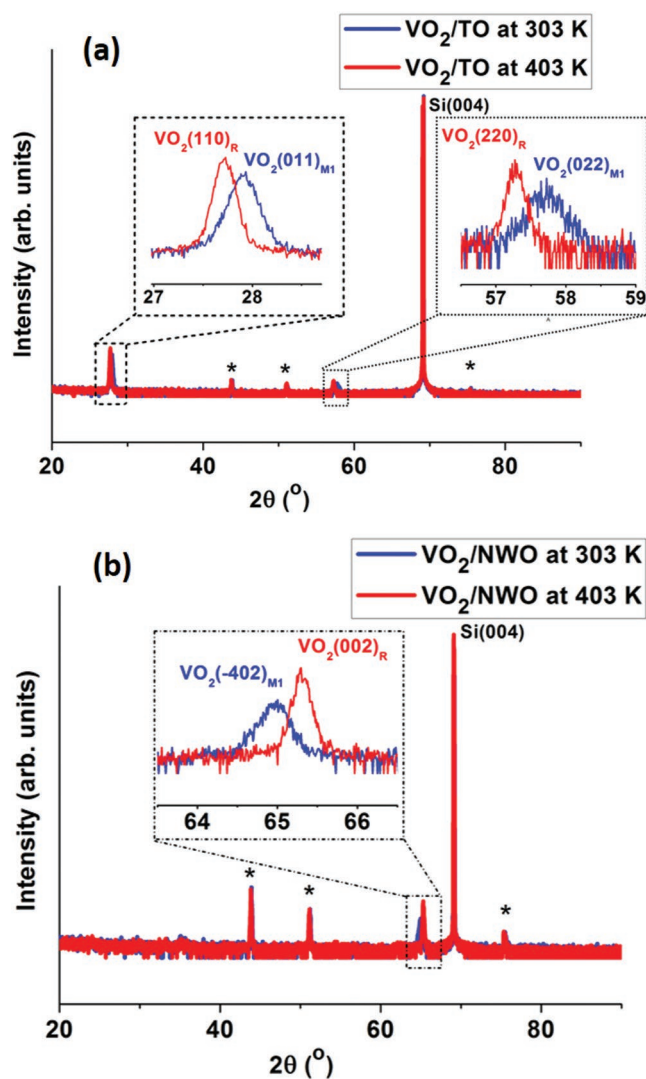 (a)
VO2/TO at 303 K
VO2/TO at 403 K
Si(004)
VO2(110)R
VO2(011)M1
27 28
VO2(220)R
VO2(022)M1
57 58 59
* * *
Intensity (arb. units)
20 40 60 80
2θ (o)
(b)
VO2/NWO at 303 K
VO2/NWO at 403 K
Si(004)
VO2(002)R
VO2(-402)M1
64 65 66
* * *
Intensity (arb. units)
20 40 60 80
2θ (o)